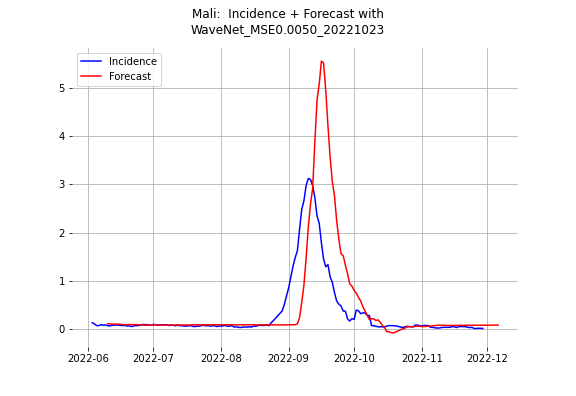 Mali:  Incidence + Forecast with
WaveNet_MSE0.0050_20221023
Incidence
Forecast
5
4
3
2
1
0
2022-06 2022-07 2022-08 2022-09 2022-10 2022-11 2022-12